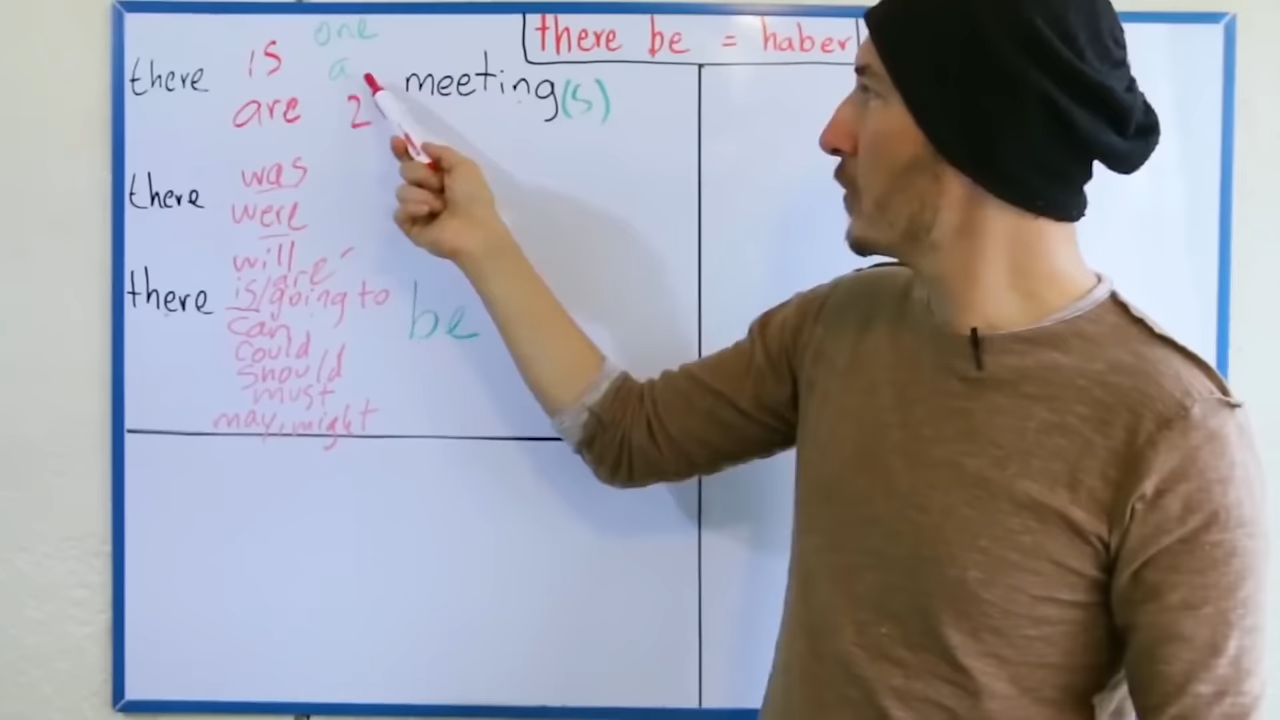 there be = haber
one
there is a meeting(s)
are 2
there was
were
will
are
there is/going to be
can
could
should
must
may, might